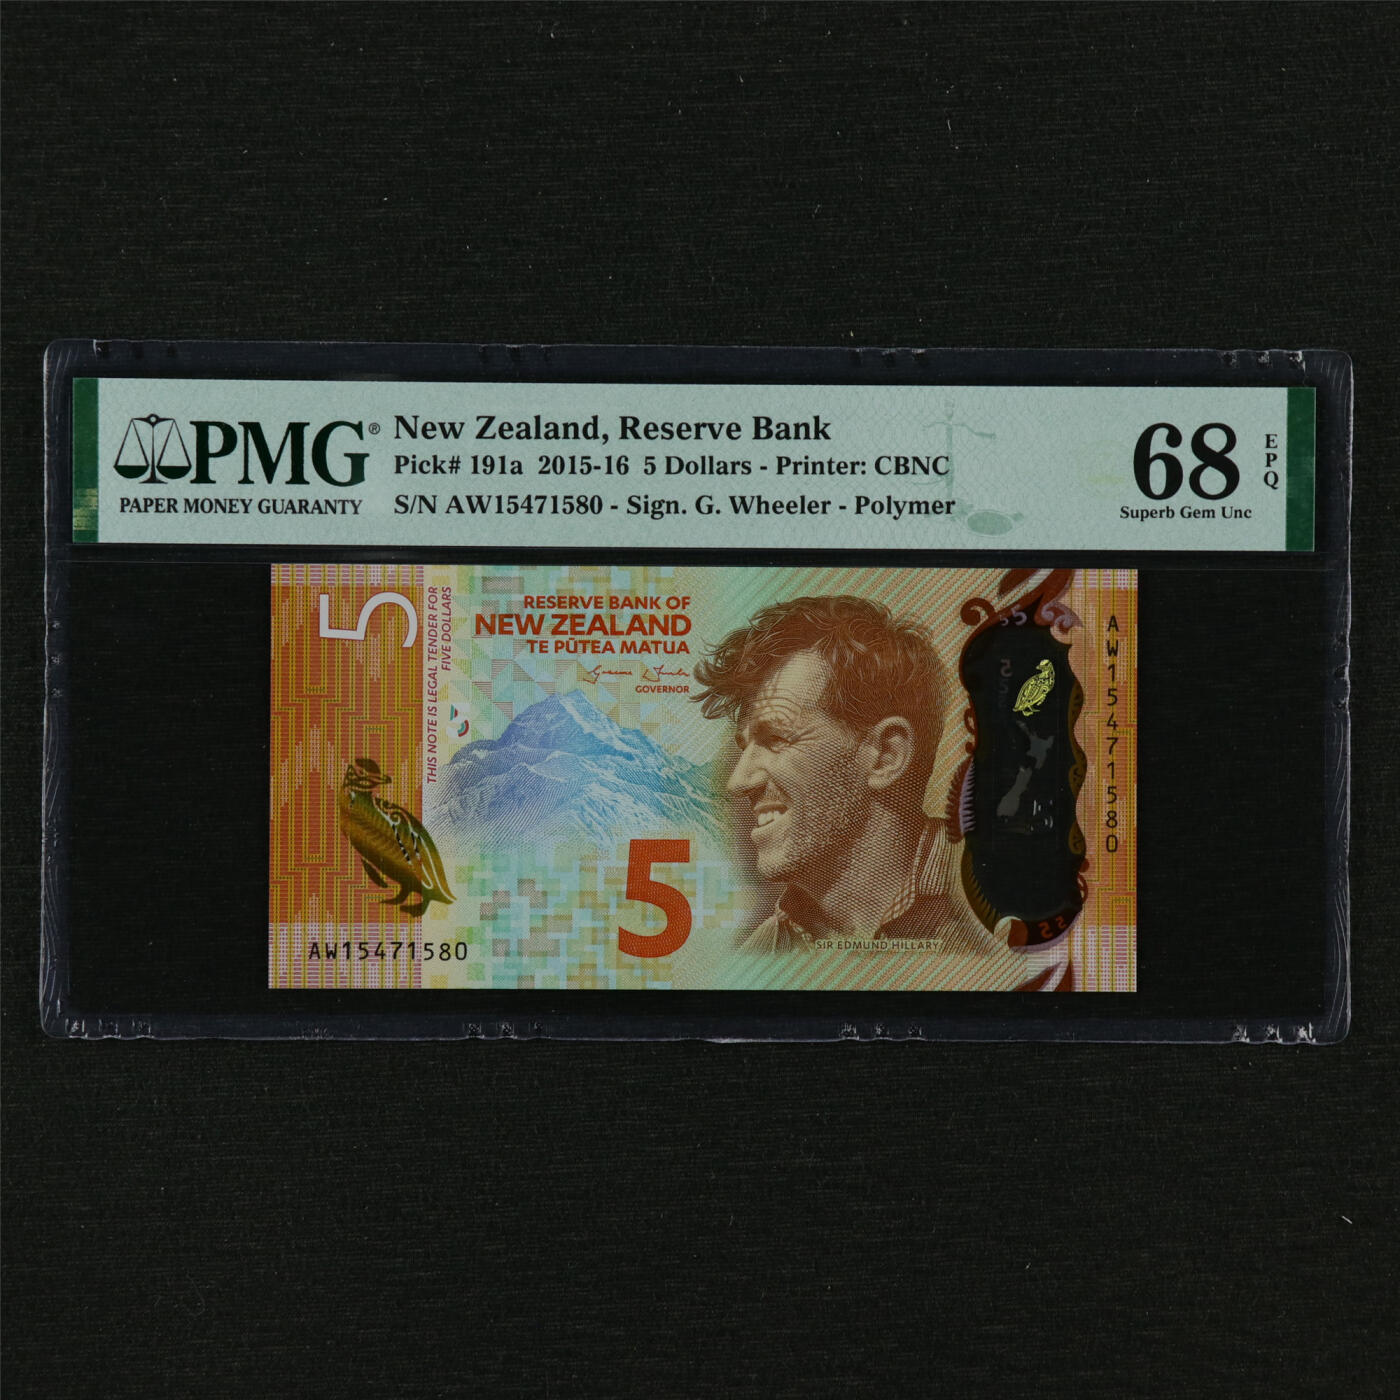 PMG®
PAPER MONEY GUARANTY
New Zealand, Reserve Bank
Pick# 191a 2015-16 5 Dollars - Printer: CBNC
S/N AW15471580 - Sign. G. Wheeler - Polymer
68
EPQ
Superb Gem Unc
5
THIS NOTE IS LEGAL TENDER FOR
FIVE DOLLARS
RESERVE BANK OF
NEW ZEALAND
TE PŪTEA MATUA
GOVERNOR
5
SIR EDMUND HILLARY
AW15471580
AW15471580